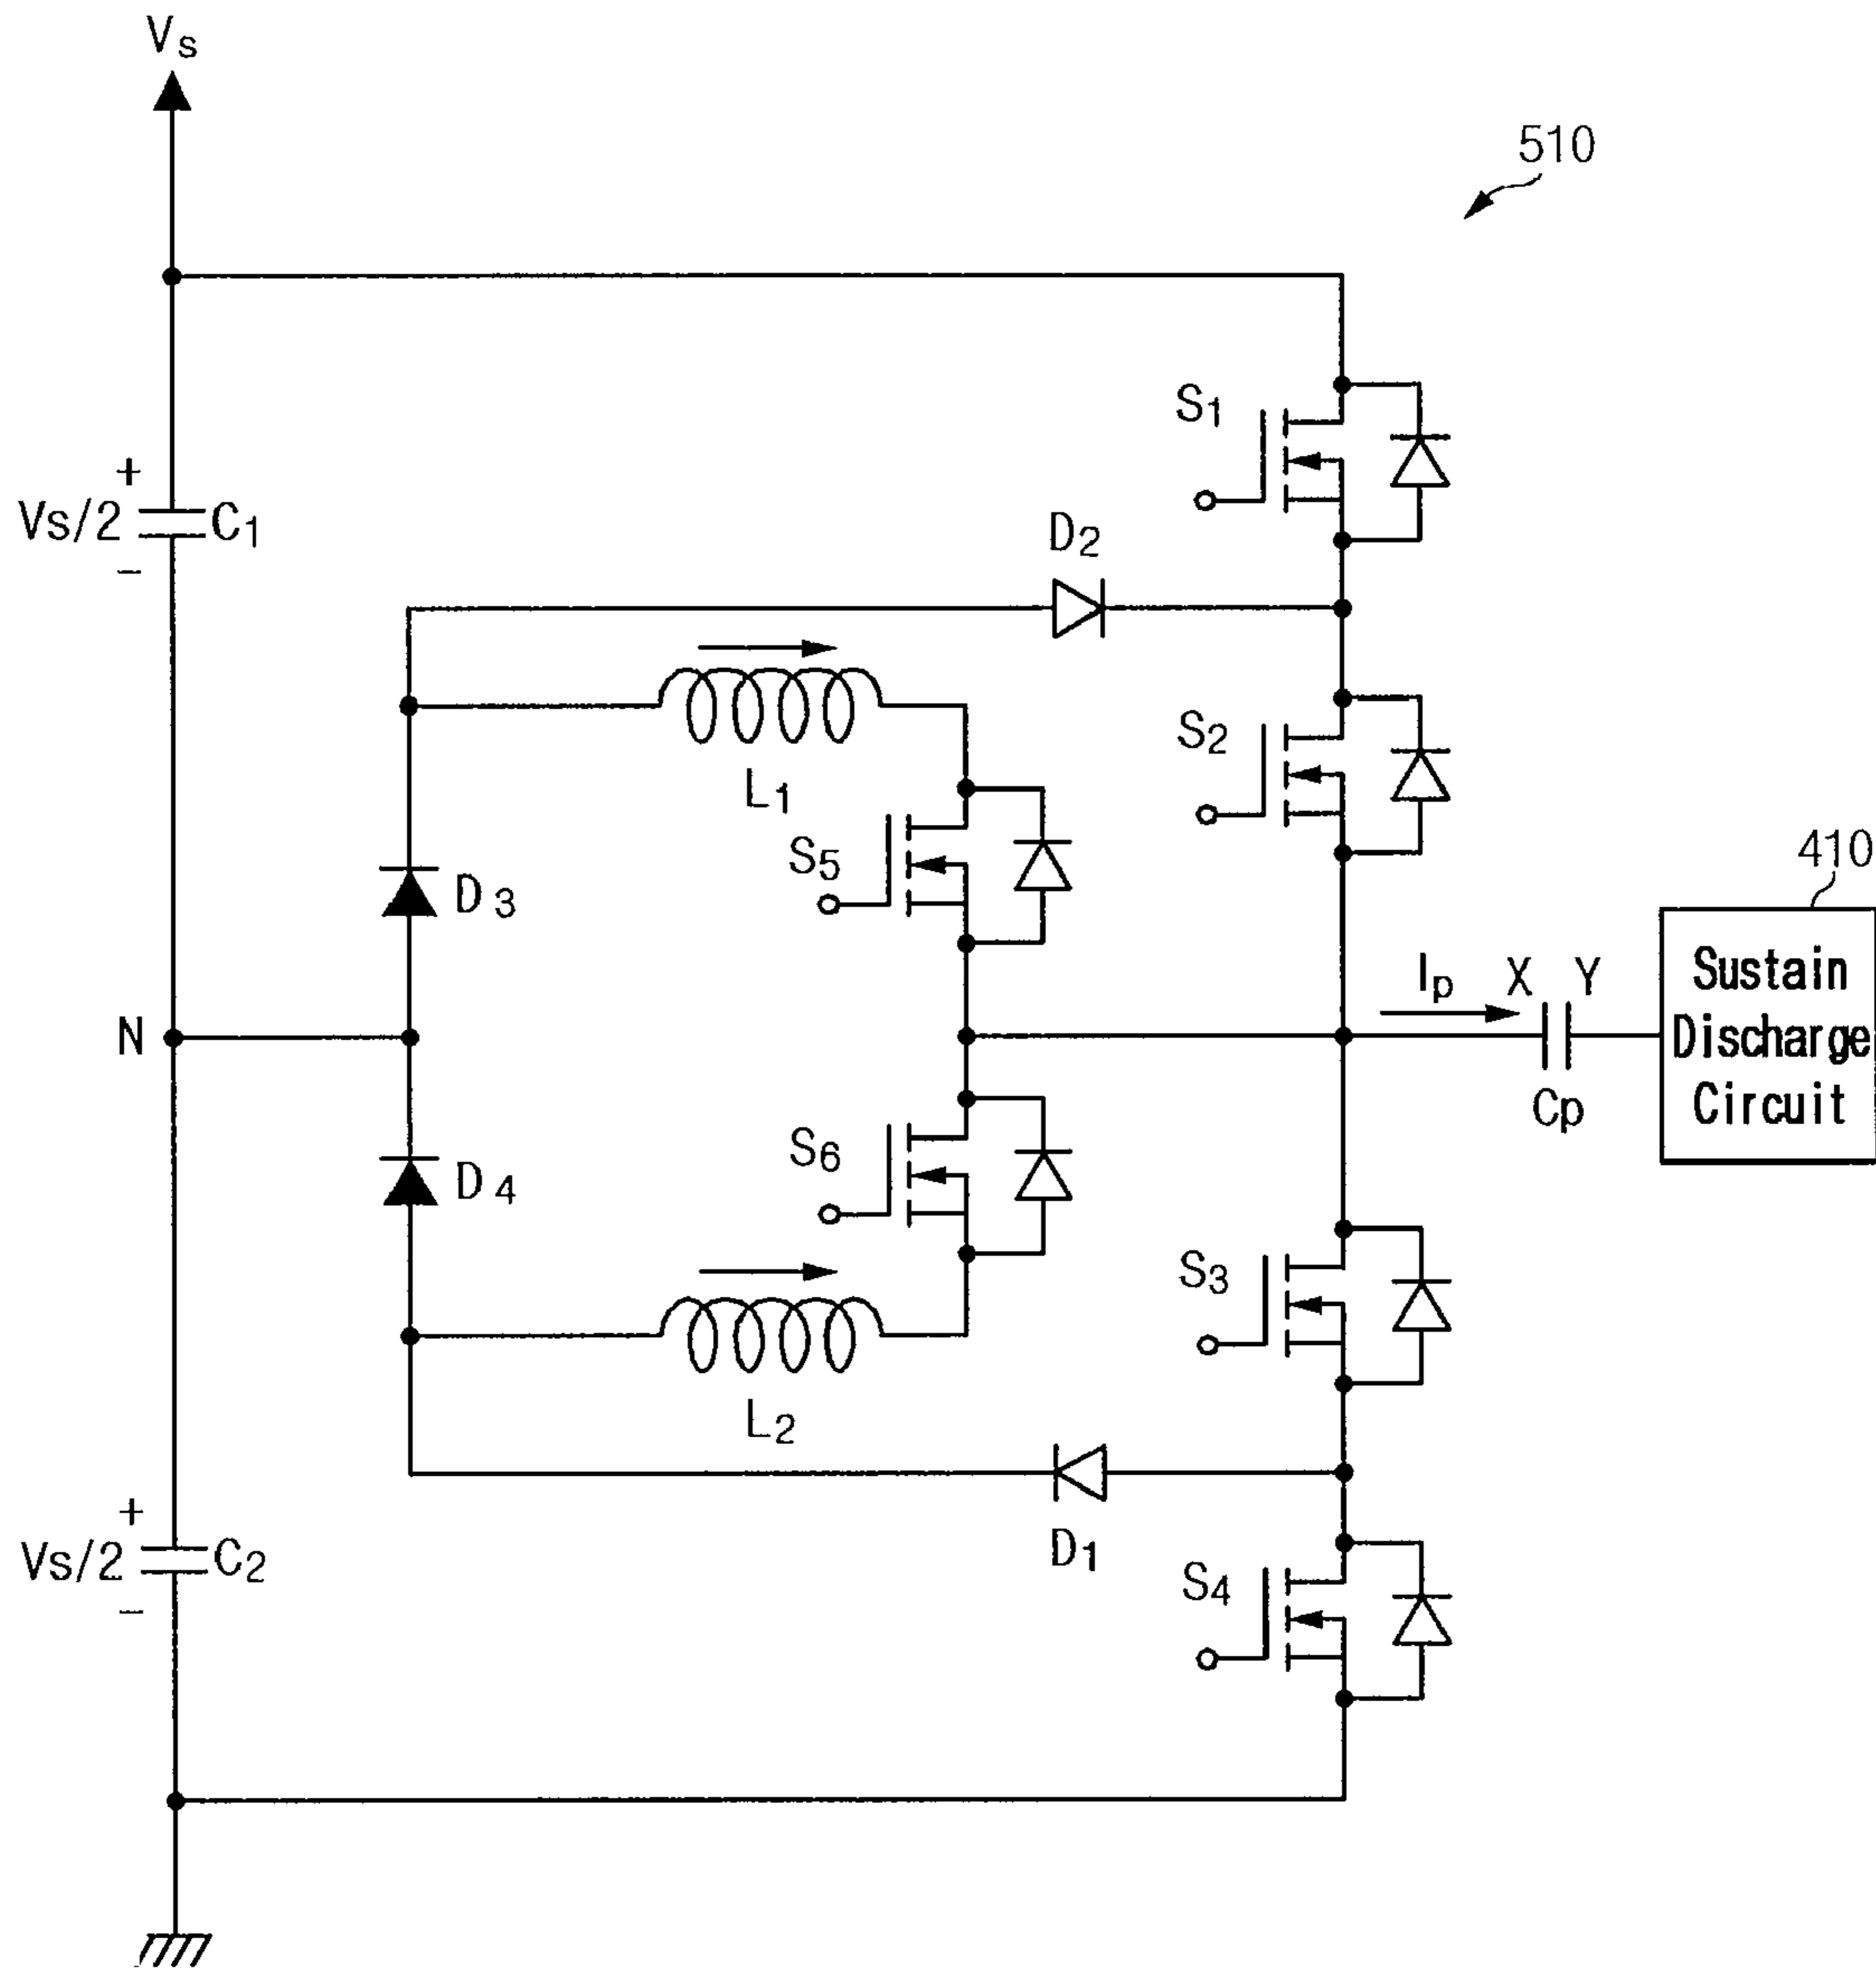 Vs
510
S1
+
Vs/2
C1
-
D2
L1
S2
S5
D3
410
Sustain
Discharge
Circuit
Ip
X
Y
N
Cp
S6
D4
S3
L2
+
Vs/2
C2
-
D1
S4